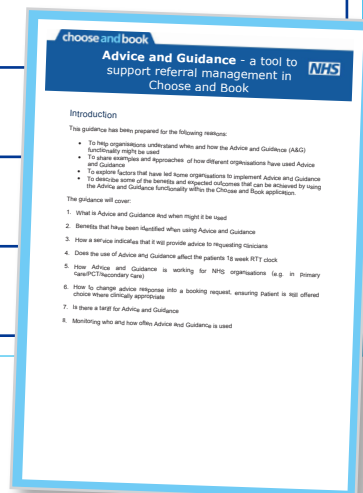 choose and book
Advice and Guidance - a tool to
support referral management in
Choose and Book
NHS
Introduction
This guidance has been prepared for the following reasons:
• To help organisations understand when and how the Advice and Guidance (A&G)
functionality might be used
• To share examples and approaches of how different organisations have used Advice
and Guidance
• To explore factors that have led some organisations to implement Advice and Guidance
• To describe some of the benefits and expected outcomes that can be achieved by using
the Advice and Guidance functionality within the Choose and Book application.
The guidance will cover:
1. What is Advice and Guidance and when might it be used
2. Benefits that have been identified when using Advice and Guidance
3. How a service indicates that it will provide advice to requesting clinicians
4. Does the use of Advice and Guidance affect the patients 18 week RTT clock
5. How Advice and Guidance is working for NHS organisations (e.g. in Primary
care/PCT/secondary care)
6. How to change advice response into a booking request, ensuring Patient is still offered
choice where clinically appropriate
7. Is there a tariff for Advice and Guidance
8. Monitoring who and how often Advice and Guidance is used